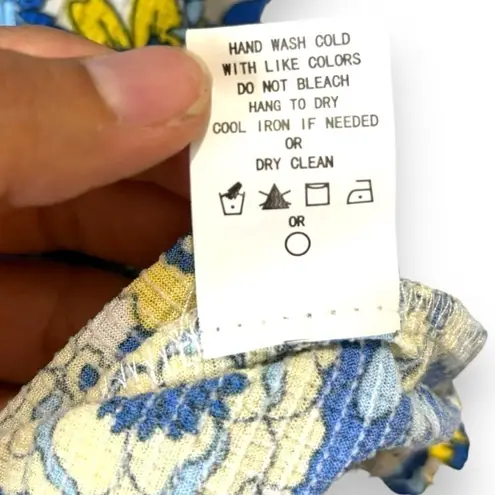 HAND WASH COLD
WITH LIKE COLORS
DO NOT BLEACH
HANG TO DRY
COOL IRON IF NEEDED
OR
DRY CLEAN
OR